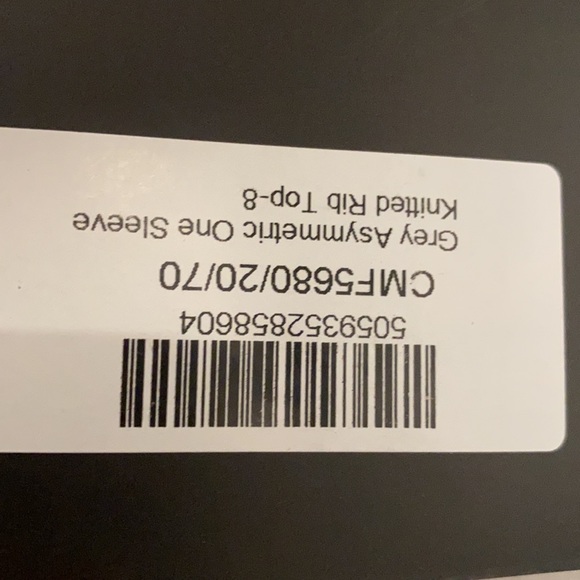 5059352858604
CMF5680/20/70
Grey Asymmetric One Sleeve
Knitted Rib Top-8